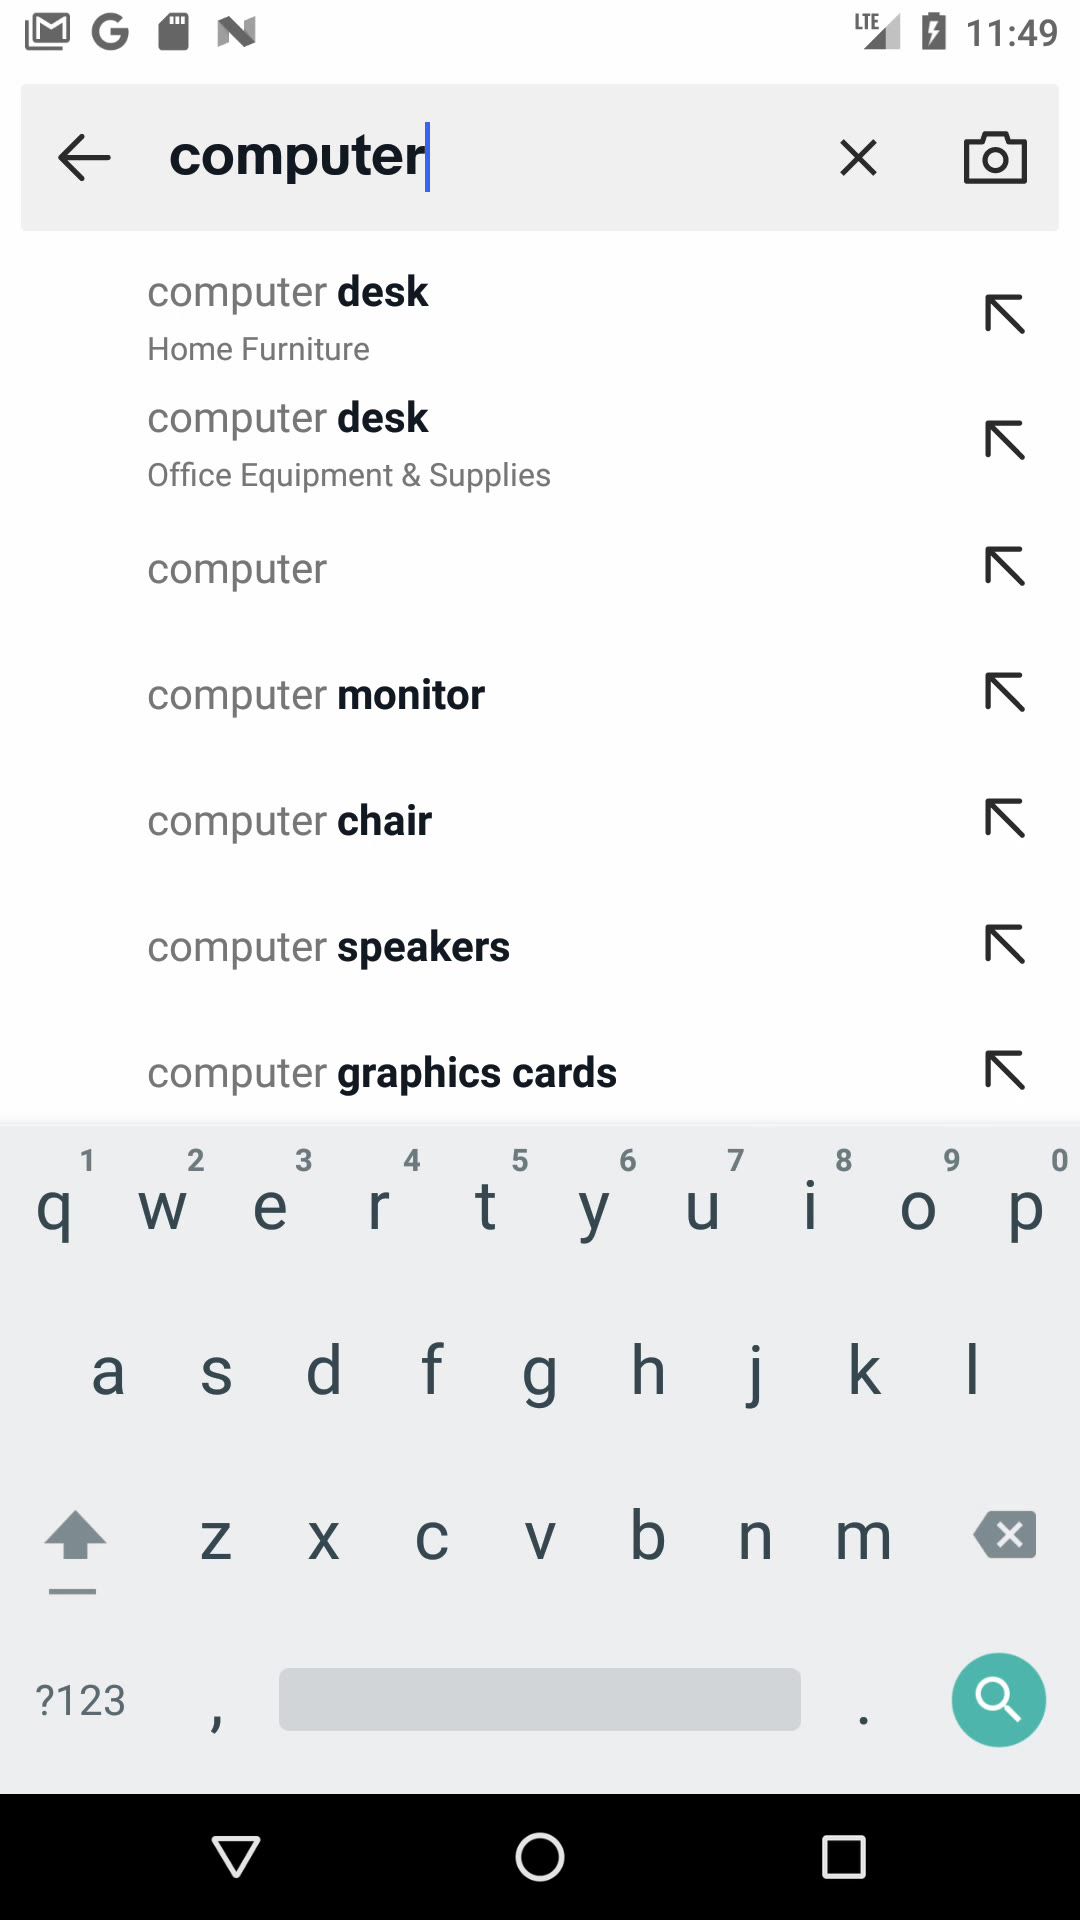 LTE 11:49
computer
computer desk
Home Furniture
computer desk
Office Equipment & Supplies
computer
computer monitor
computer chair
computer speakers
computer graphics cards
1 2 3 4 5 6 7 8 9 0
q w e r t y u i o p
a s d f g h j k l
z x c v b n m
?123 , .